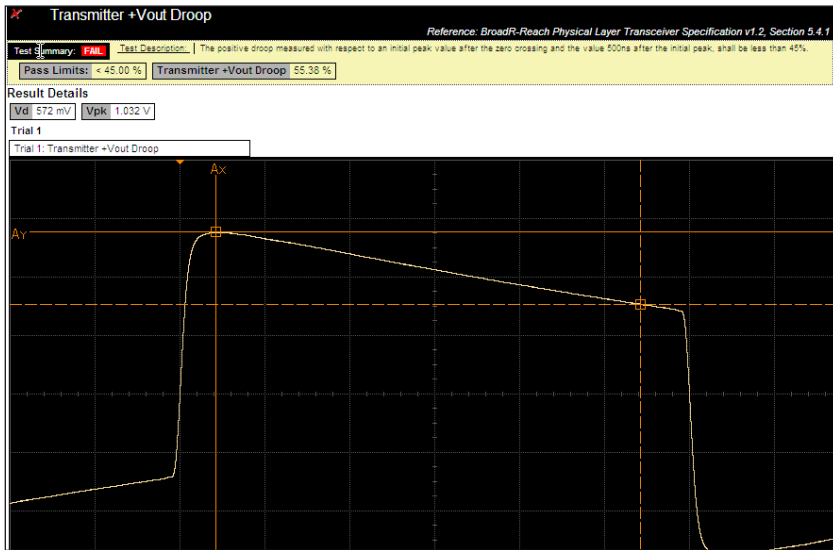 Transmitter +Vout Droop
Reference: BroadR-Reach Physical Layer Transceiver Specification v1.2, Section 5.4.1
Test Summary: FAIL Test Description: The positive droop measured with respect to an initial peak value after the zero crossing and the value 500ns after the initial peak, shall be less than 45%.
Pass Limits: < 45.00 % Transmitter +Vout Droop 55.38 %
Result Details
Vd 572 mV Vpk 1.032 V
Trial 1
Trial 1: Transmitter +Vout Droop
Ax
Ay